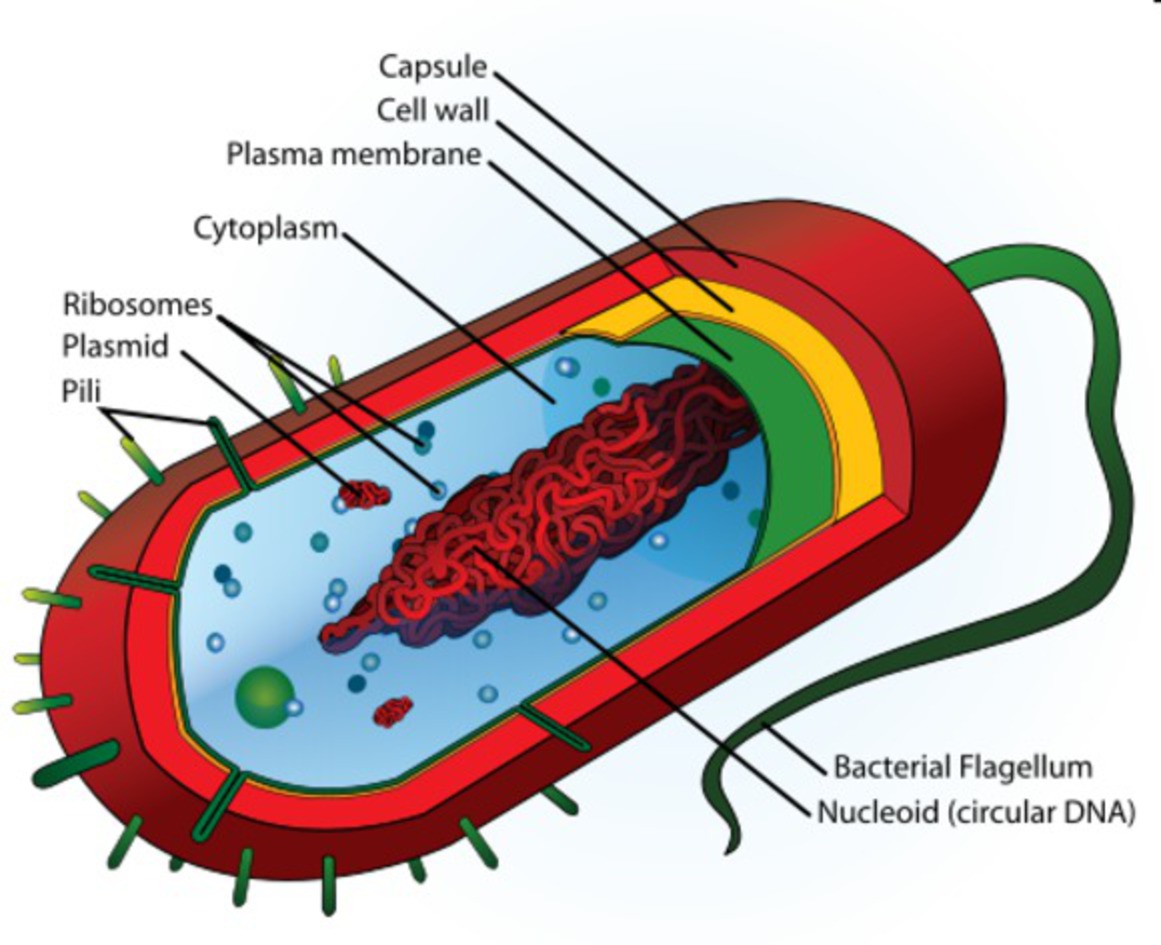 Capsule
Cell wall
Plasma membrane
Cytoplasm
Ribosomes
Plasmid
Pili
Bacterial Flagellum
Nucleoid (circular DNA)